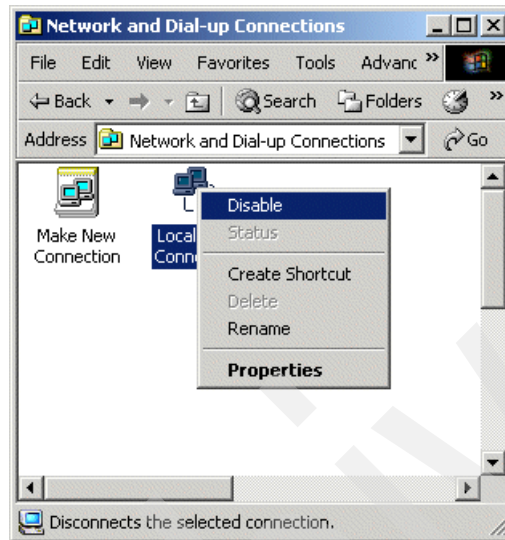 Network and Dial-up Connections
File Edit View Favorites Tools Advanc »
Back Search Folders »
Address Network and Dial-up Connections Go
Make New
Connection
Local
Conn
Disable
Status
Create Shortcut
Delete
Rename
Properties
Disconnects the selected connection.